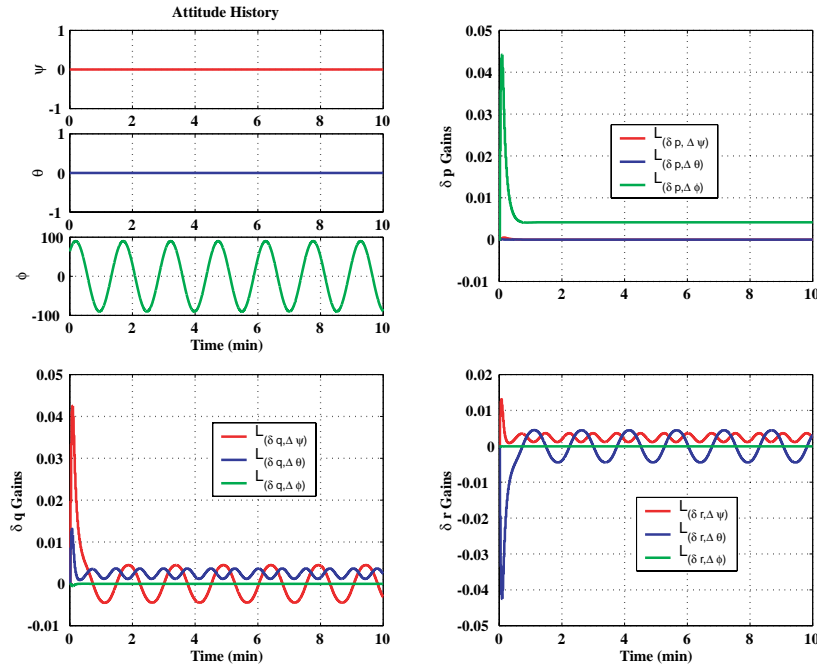 Attitude History
1
0
-1
ψ
0 2 4 6 8 10
1
0
-1
θ
0 2 4 6 8 10
100
0
-100
φ
0 2 4 6 8 10
Time (min)
0.05
0.04
0.03
0.02
0.01
0
-0.01
δ p Gains
L(δ p, Δ ψ)
L(δ p,Δ θ)
L(δ p,Δ φ)
0 2 4 6 8 10
0.05
0.04
0.03
0.02
0.01
0
-0.01
δ q Gains
L(δ q,Δ ψ)
L(δ q,Δ θ)
L(δ q,Δ φ)
0 2 4 6 8 10
Time (min)
0.02
0.01
0
-0.01
-0.02
-0.03
-0.04
-0.05
δ r Gains
L(δ r,Δ ψ)
L(δ r,Δ θ)
L(δ r,Δ φ)
0 2 4 6 8 10
Time (min)